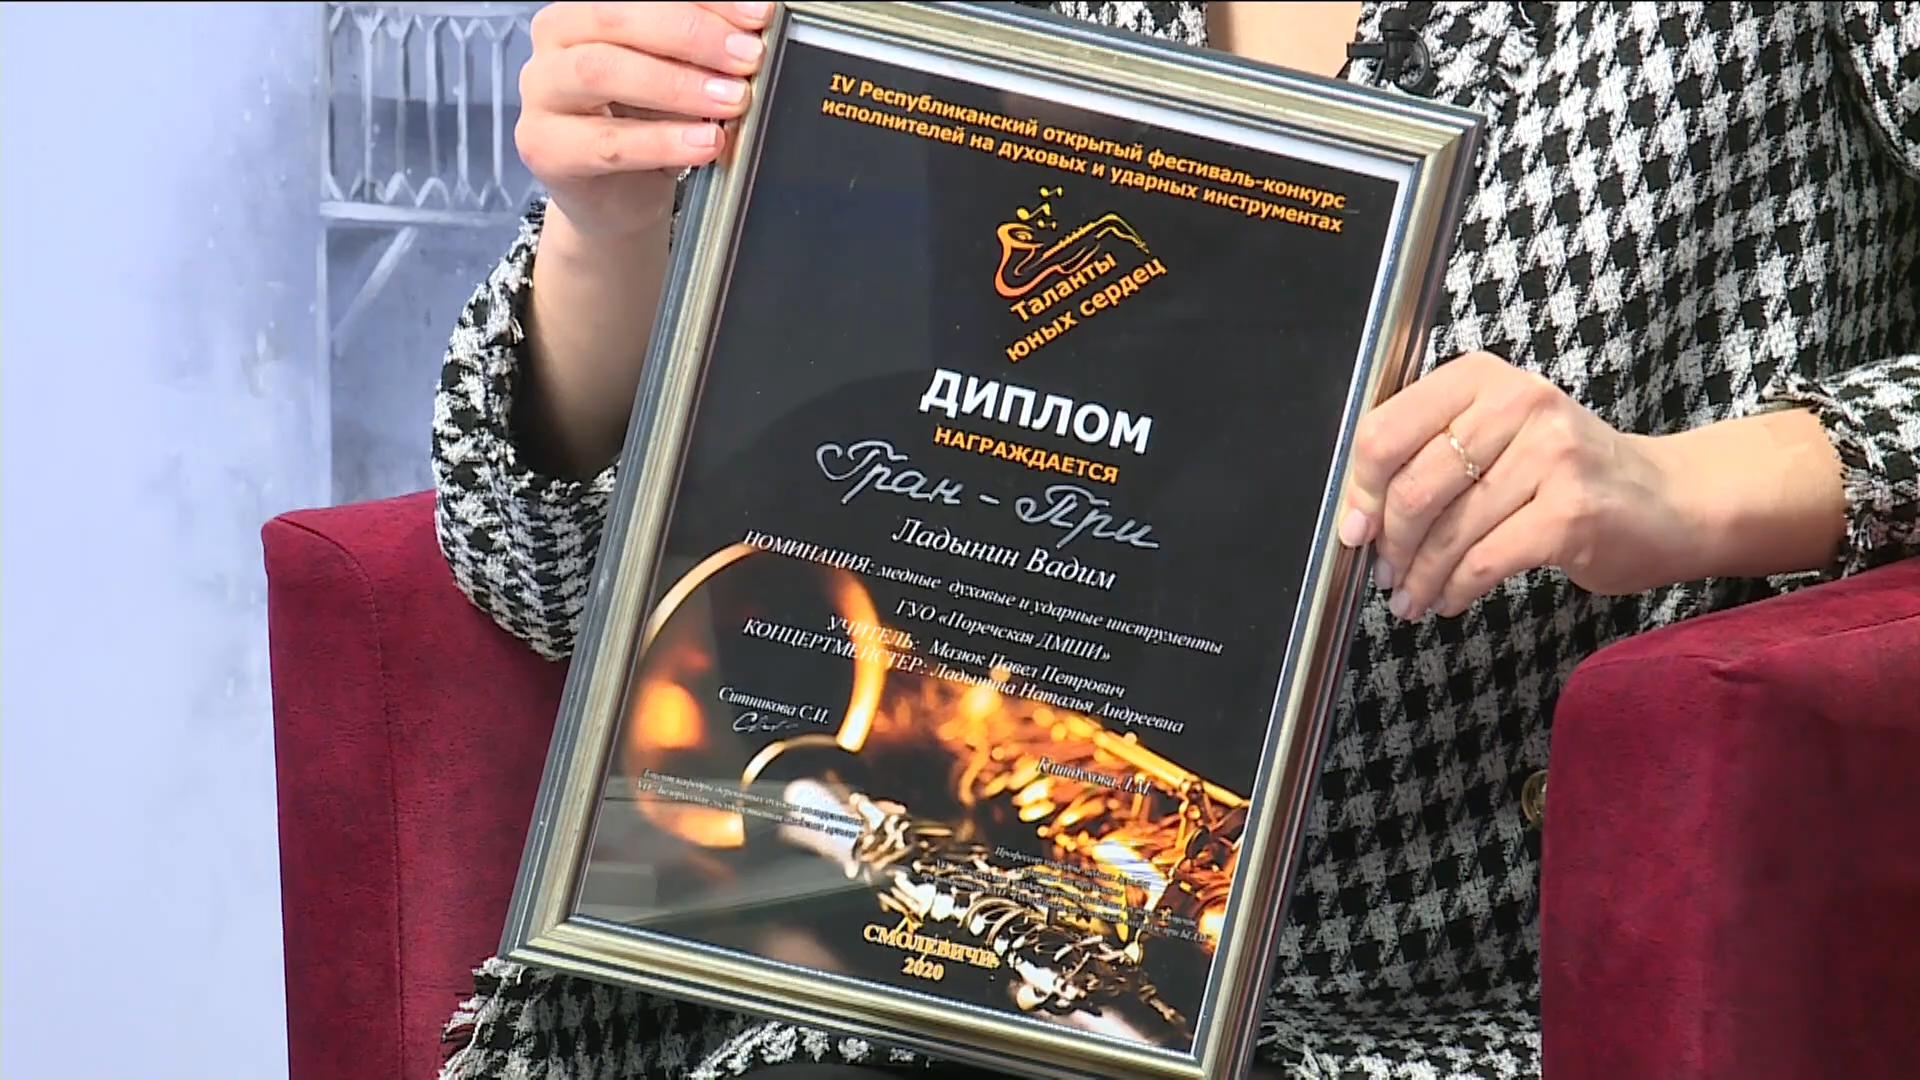 IV Республиканский открытый фестиваль-конкурс
исполнителей на духовых и ударных инструментах
Таланты
юных сердец
ДИПЛОМ
НАГРАЖДАЕТСЯ
Гран - При
Ладынин Вадим
НОМИНАЦИЯ: медные духовые и ударные инструменты
ГУО «Поречская ДМШИ»
УЧИТЕЛЬ: Мазюк Павел Петрович
КОНЦЕРТМЕЙСТЕР: Ладынина Наталья Андреевна
Ситникова С.И.
СМОЛЕВИЧИ
2020